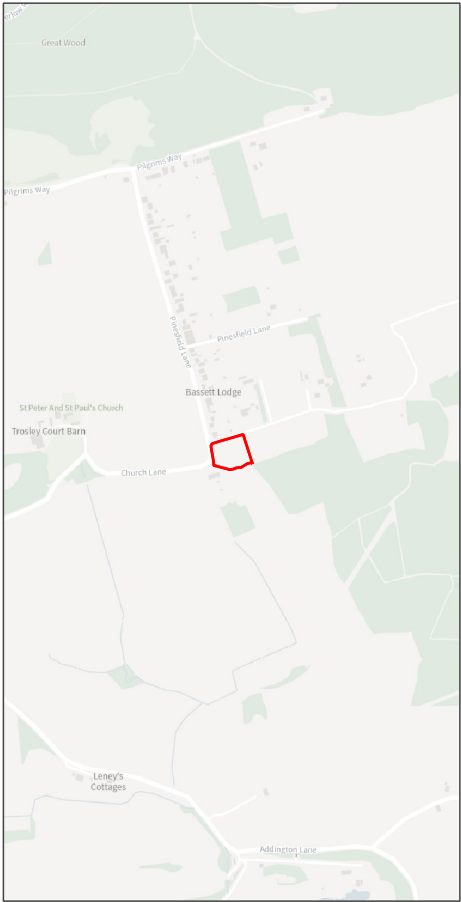 Great Wood
Pilgrims Way
Pilgrims Way
Pinesfield Lane
Pinesfield Lane
Bassett Lodge
St Peter And St Paul's Church
Trosley Court Barn
Church Lane
Leney's
Cottages
Addington Lane